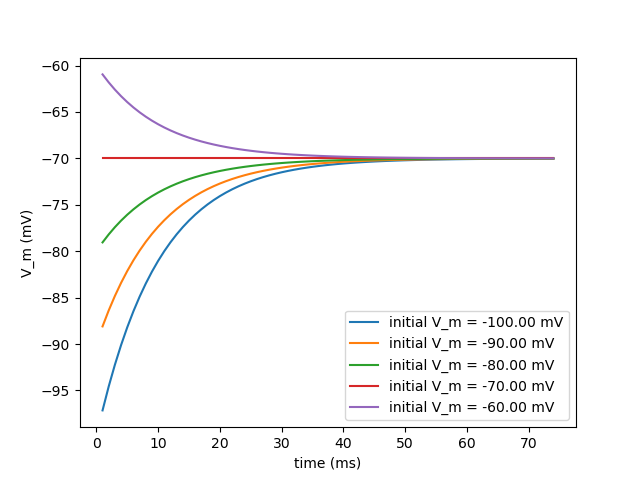 −60
−65
−70
−75
−80
−85
−90
−95
V_m (mV)
initial V_m = -100.00 mV
initial V_m = -90.00 mV
initial V_m = -80.00 mV
initial V_m = -70.00 mV
initial V_m = -60.00 mV
0 10 20 30 40 50 60 70
time (ms)